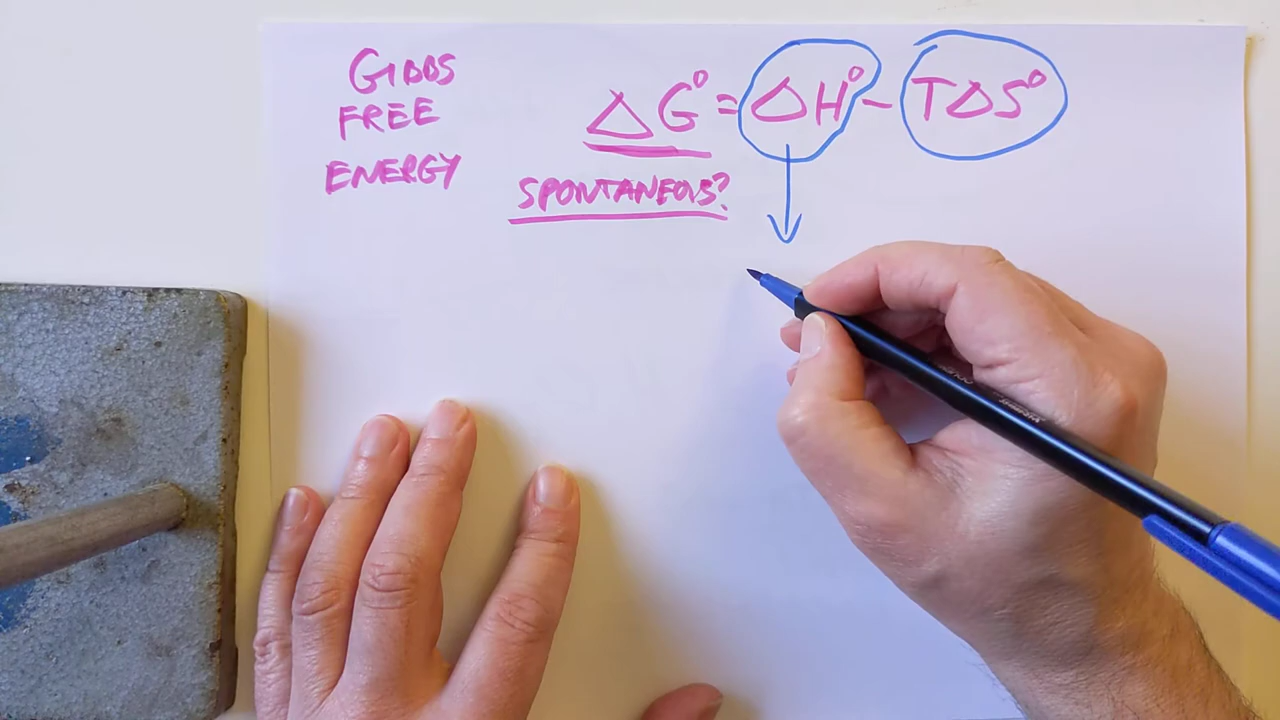 GIBBS
FREE
ENERGY
ΔG° = ΔH° - TΔS°
SPONTANEOUS?